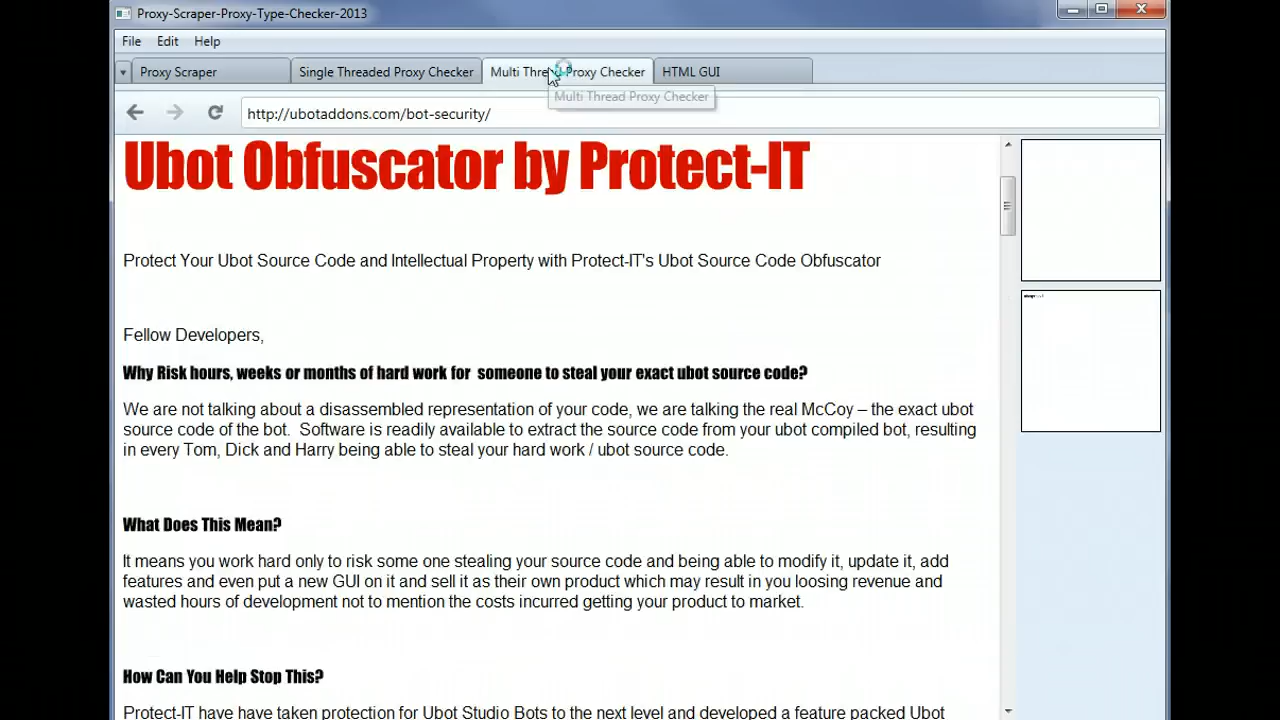 Proxy-Scraper-Proxy-Type-Checker-2013
File Edit Help
Proxy Scraper Single Threaded Proxy Checker Multi Thread Proxy Checker HTML GUI
Multi Thread Proxy Checker
http://ubotaddons.com/bot-security/
Ubot Obfuscator by Protect-IT
Protect Your Ubot Source Code and Intellectual Property with Protect-IT's Ubot Source Code Obfuscator
Fellow Developers,
Why Risk hours, weeks or months of hard work for someone to steal your exact ubot source code?
We are not talking about a disassembled representation of your code, we are talking the real McCoy – the exact ubot
source code of the bot. Software is readily available to extract the source code from your ubot compiled bot, resulting
in every Tom, Dick and Harry being able to steal your hard work / ubot source code.
What Does This Mean?
It means you work hard only to risk some one stealing your source code and being able to modify it, update it, add
features and even put a new GUI on it and sell it as their own product which may result in you loosing revenue and
wasted hours of development not to mention the costs incurred getting your product to market.
How Can You Help Stop This?
Protect-IT have have taken protection for Ubot Studio Bots to the next level and developed a feature packed Ubot